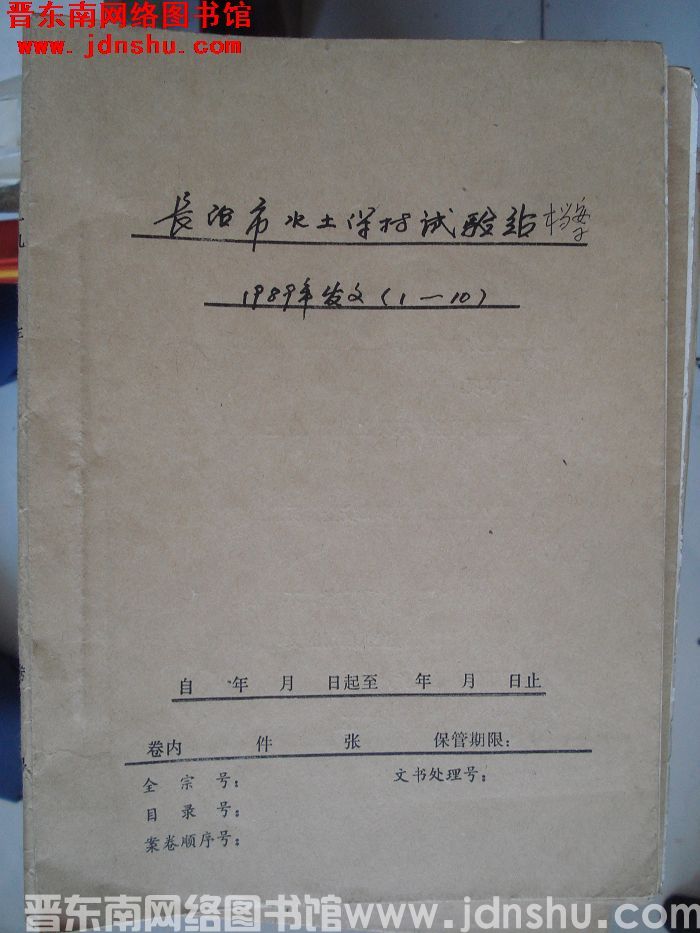 晋东南网络图书馆
www.jdnshu.com
長治市水土保持试验站档案
1989年发文(1—10)
自 年 月 日起至 年 月 日止
卷内 件 张 保管期限:
全宗号: 文书处理号:
目录号:
案卷顺序号:
晋东南网络图书馆www.jdnshu.com